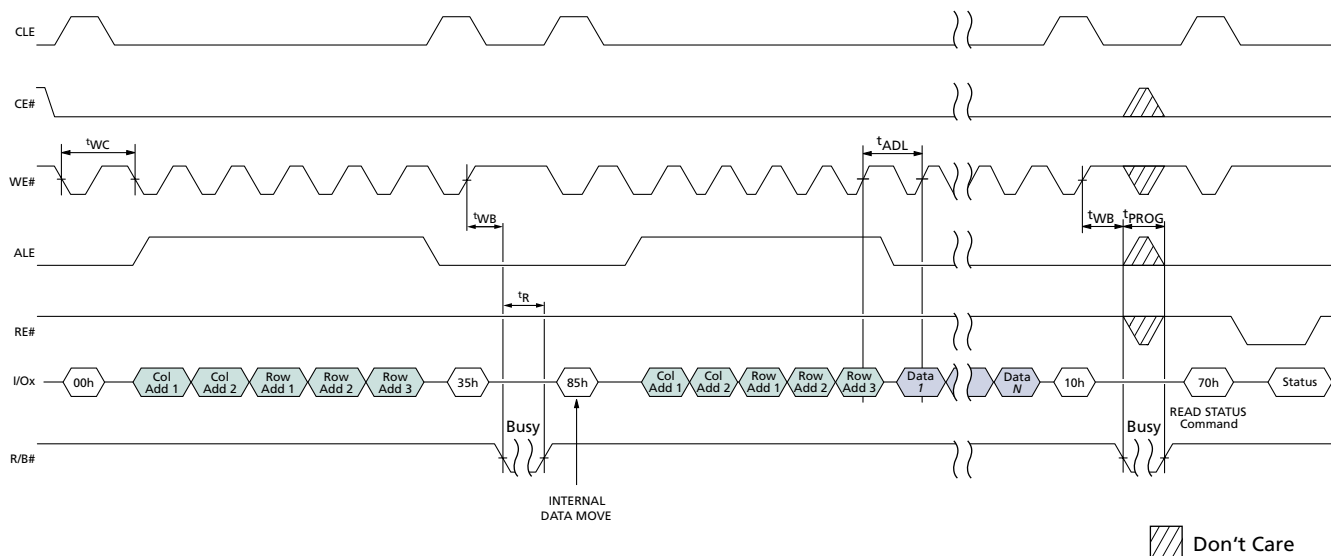 CLE
CE#
tWC
tADL
WE#
tWB
tWB
tPROG
ALE
tR
RE#
I/Ox
00h
Col Add 1
Col Add 2
Row Add 1
Row Add 2
Row Add 3
35h
85h
Col Add 1
Col Add 2
Row Add 1
Row Add 2
Row Add 3
Data 1
Data N
10h
70h
Status
READ STATUS
Command
Busy
Busy
R/B#
INTERNAL
DATA MOVE
Don't Care